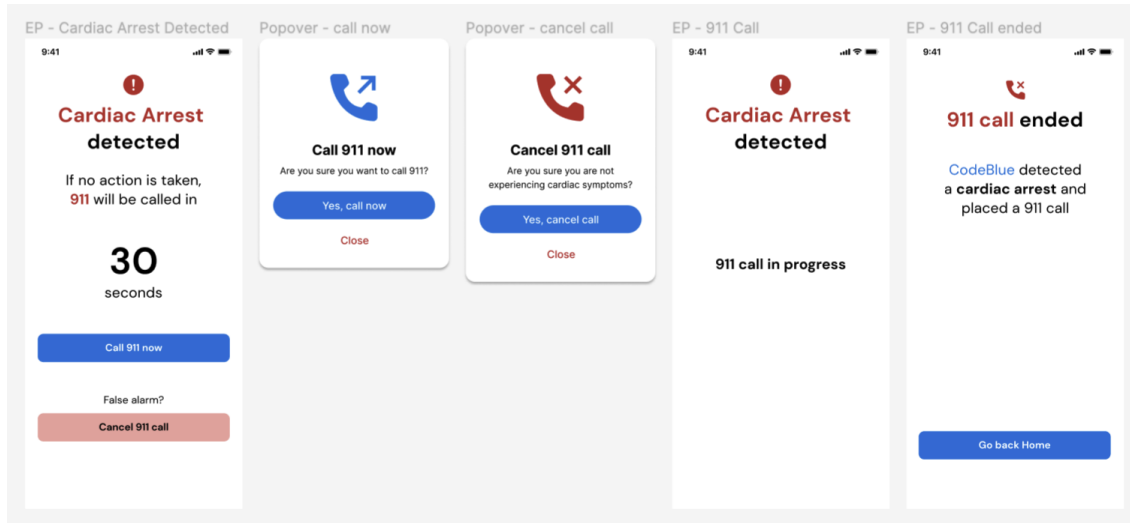 EP - Cardiac Arrest Detected
9:41
Cardiac Arrest
detected
If no action is taken,
911 will be called in
30
seconds
Call 911 now
False alarm?
Cancel 911 call
Popover - call now
Call 911 now
Are you sure you want to call 911?
Yes, call now
Close
Popover - cancel call
Cancel 911 call
Are you sure you are not
experiencing cardiac symptoms?
Yes, cancel call
Close
EP - 911 Call
9:41
Cardiac Arrest
detected
911 call in progress
EP - 911 Call ended
9:41
911 call ended
CodeBlue detected
a cardiac arrest and
placed a 911 call
Go back Home